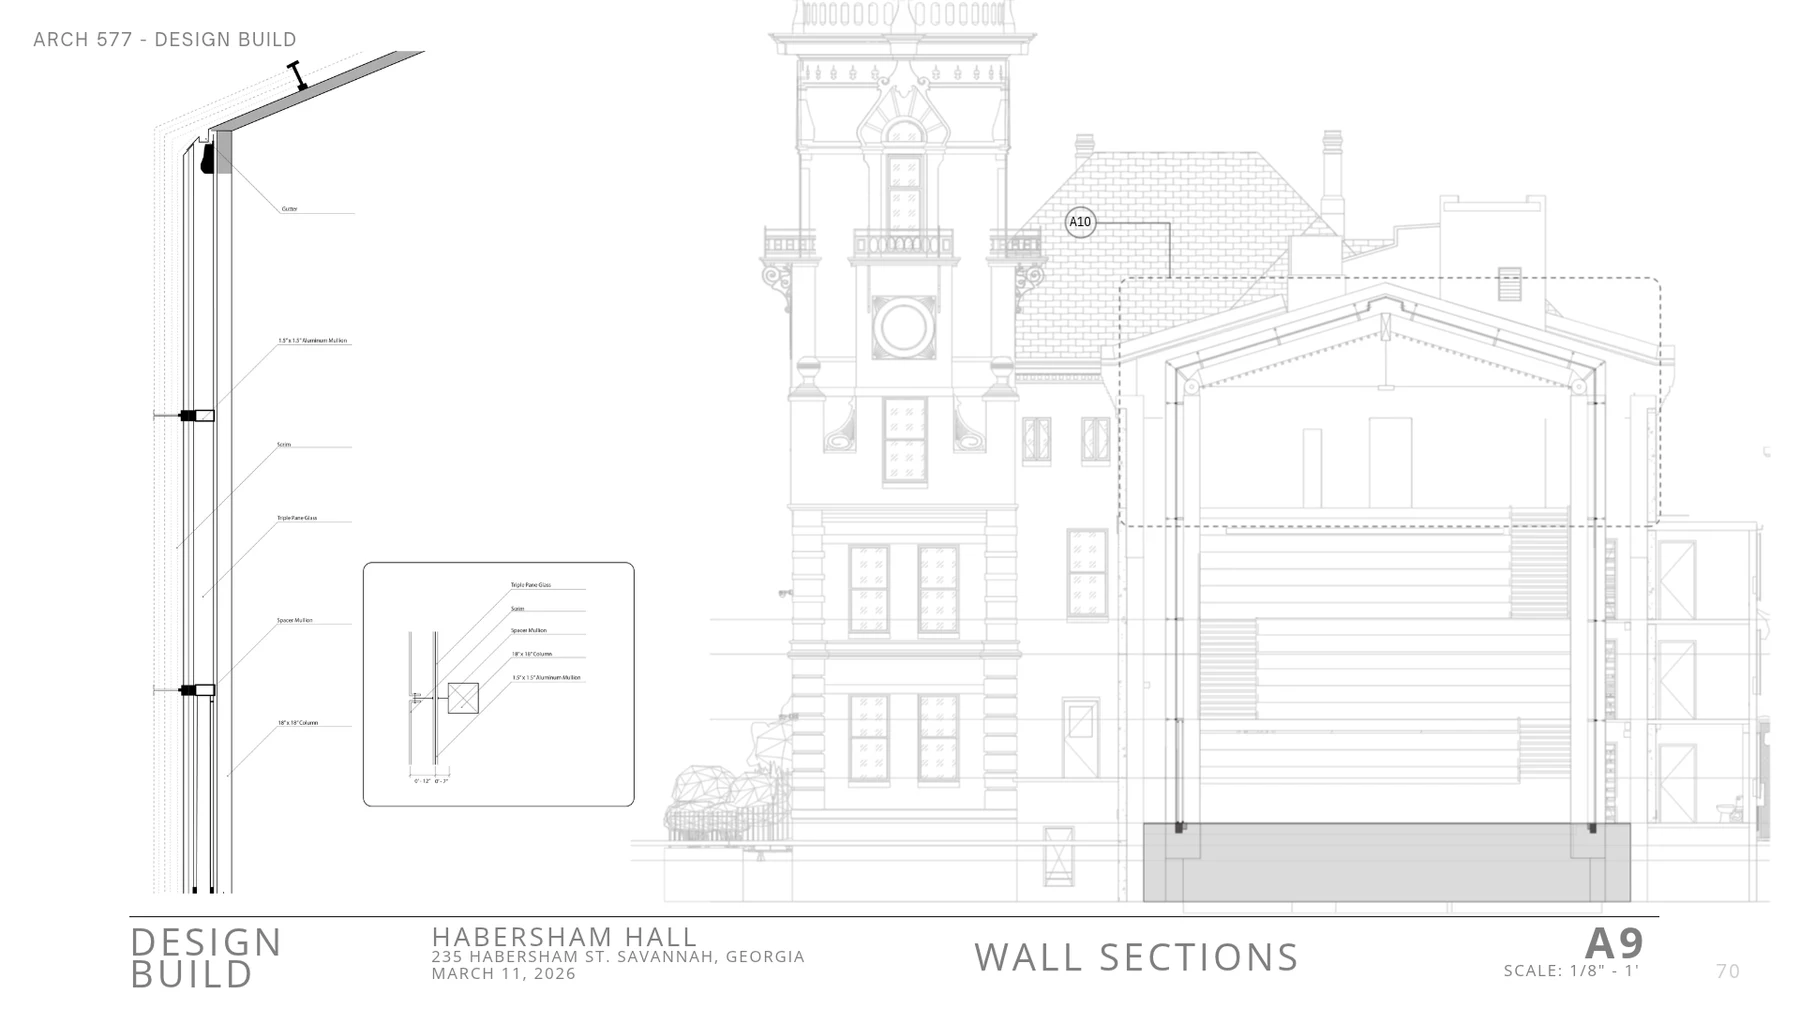 ARCH 577 - DESIGN BUILD
Gutter
1.5"x 1.5" Aluminum Mullion
Scrim
Triple Pane Glass
Spacer Mullion
18"x 18" Column
Triple Pane Glass
Scrim
Spacer Mullion
18"x 18" Column
1.5"x 1.5" Aluminum Mullion
0' - 12" 0' - 7"
A10
DESIGN
BUILD
HABERSHAM HALL
235 HABERSHAM ST. SAVANNAH, GEORGIA
MARCH 11, 2026
WALL SECTIONS
A9
SCALE: 1/8" - 1'
70